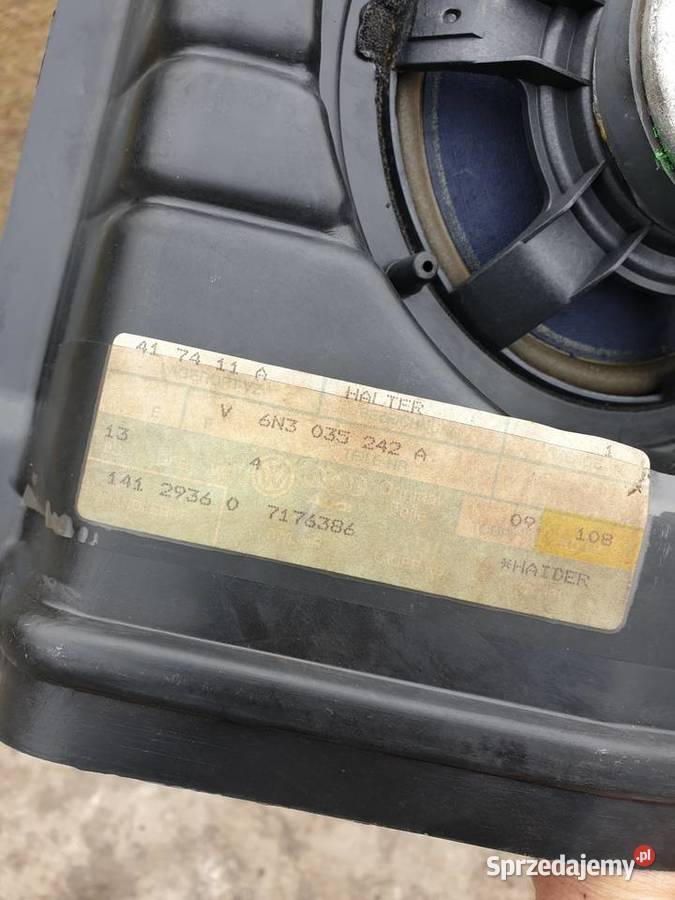 41 74 11 A HALTER 1
V 6N3 035 242 A
13 4
141 2936 0 7176386 09 108
*HAIDER
Sprzedajemy.pl